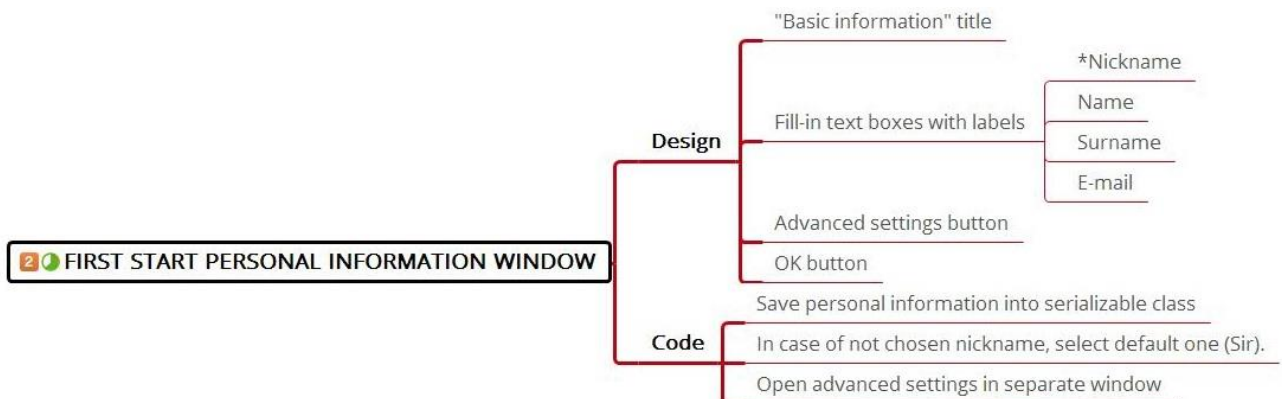 2 FIRST START PERSONAL INFORMATION WINDOW
Design
"Basic information" title
Fill-in text boxes with labels
*Nickname
Name
Surname
E-mail
Advanced settings button
OK button
Code
Save personal information into serializable class
In case of not chosen nickname, select default one (Sir).
Open advanced settings in separate window